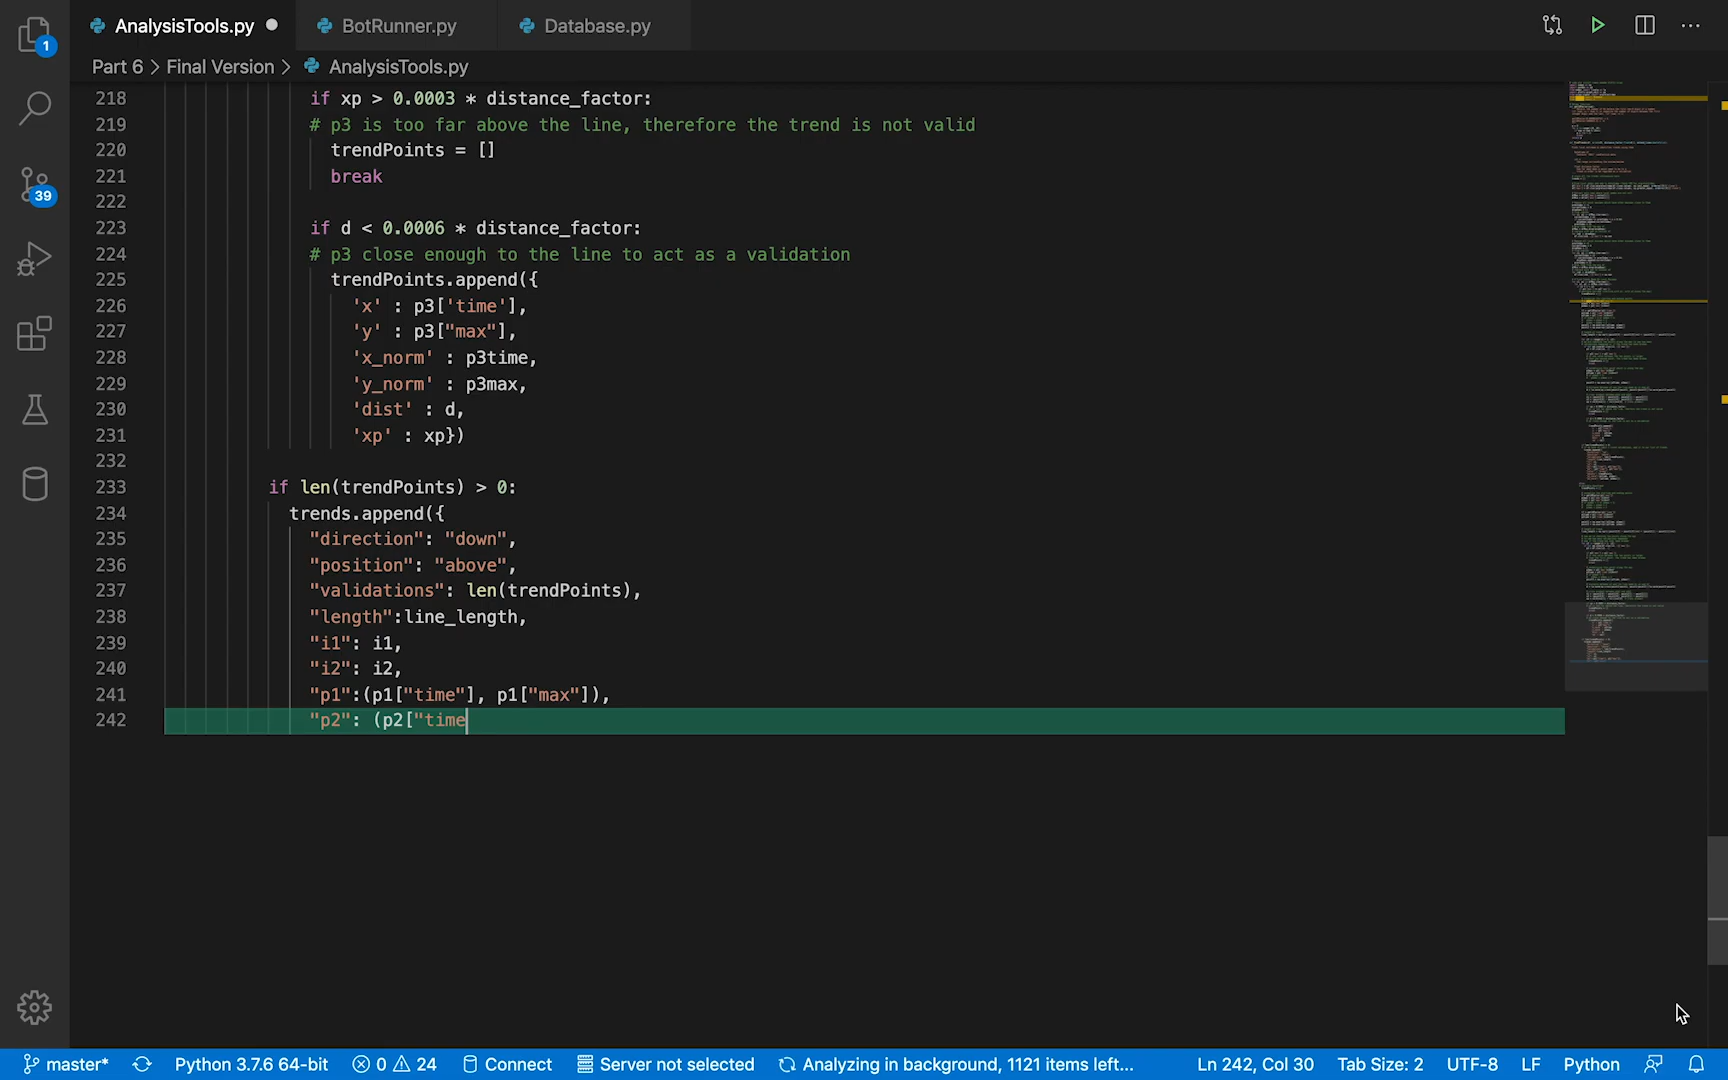 AnalysisTools.py
BotRunner.py
Database.py
Part 6 > Final Version > AnalysisTools.py
218 if xp > 0.0003 * distance_factor:
219 # p3 is too far above the line, therefore the trend is not valid
220 trendPoints = []
221 break
222
223 if d < 0.0006 * distance_factor:
224 # p3 close enough to the line to act as a validation
225 trendPoints.append({
226 'x' : p3['time'],
227 'y' : p3["max"],
228 'x_norm' : p3time,
229 'y_norm' : p3max,
230 'dist' : d,
231 'xp' : xp})
232
233 if len(trendPoints) > 0:
234 trends.append({
235 "direction": "down",
236 "position": "above",
237 "validations": len(trendPoints),
238 "length":line_length,
239 "i1": i1,
240 "i2": i2,
241 "p1":(p1["time"], p1["max"]),
242 "p2": (p2["time
1
39
master* Python 3.7.6 64-bit 0 24 Connect Server not selected Analyzing in background, 1121 items left... Ln 242, Col 30 Tab Size: 2 UTF-8 LF Python